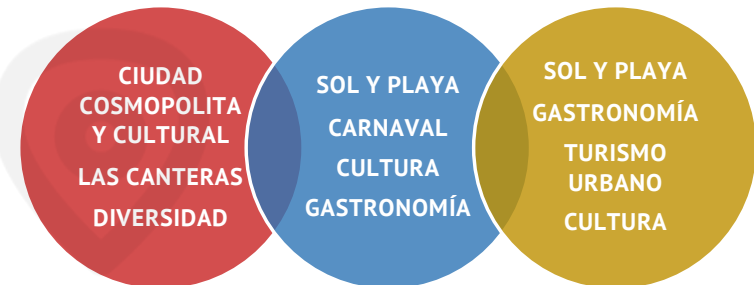 CIUDAD
COSMOPOLITA
Y CULTURAL
LAS CANTERAS
DIVERSIDAD
SOL Y PLAYA
CARNAVAL
CULTURA
GASTRONOMÍA
SOL Y PLAYA
GASTRONOMÍA
TURISMO
URBANO
CULTURA